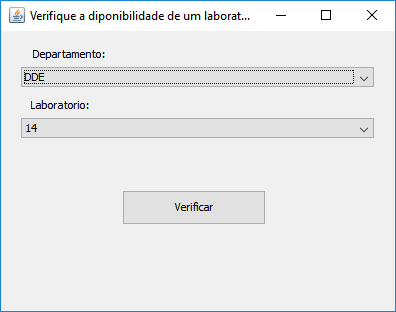 Verifique a diponibilidade de um laborat...
Departamento:
DDE
Laboratorio:
14
Verificar